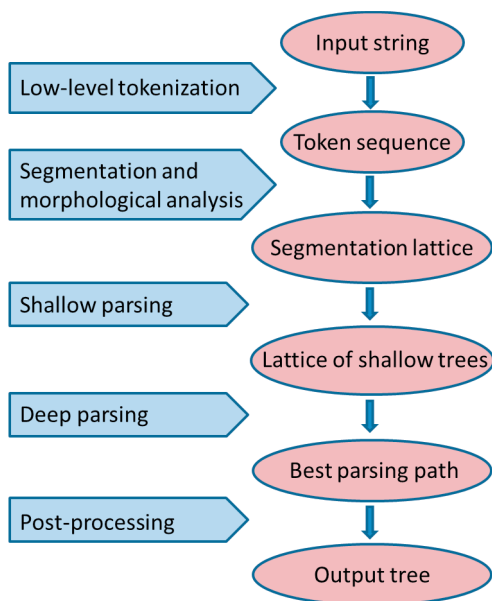 Input string
Low-level tokenization
Token sequence
Segmentation and
morphological analysis
Segmentation lattice
Shallow parsing
Lattice of shallow trees
Deep parsing
Best parsing path
Post-processing
Output tree